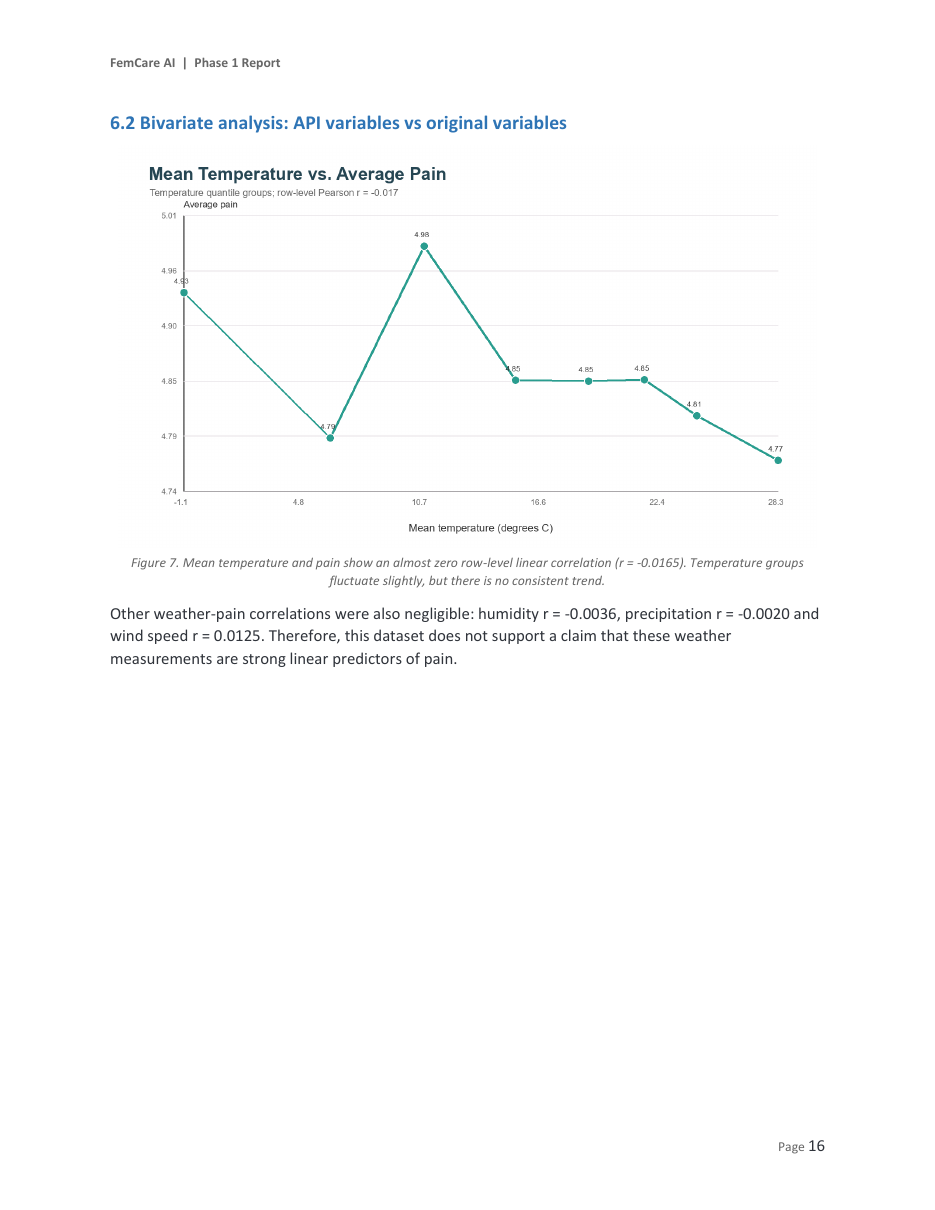 FemCare AI | Phase 1 Report
6.2 Bivariate analysis: API variables vs original variables
Mean Temperature vs. Average Pain
Temperature quantile groups; row-level Pearson r = -0.017
Average pain
5.01
4.98
4.96
4.93
4.90
4.85
4.85
4.85
4.85
4.81
4.79
4.79
4.77
4.74
-1.1 4.8 10.7 16.6 22.4 28.3
Mean temperature (degrees C)
Figure 7. Mean temperature and pain show an almost zero row-level linear correlation (r = -0.0165). Temperature groups
fluctuate slightly, but there is no consistent trend.
Other weather-pain correlations were also negligible: humidity r = -0.0036, precipitation r = -0.0020 and
wind speed r = 0.0125. Therefore, this dataset does not support a claim that these weather
measurements are strong linear predictors of pain.
Page 16